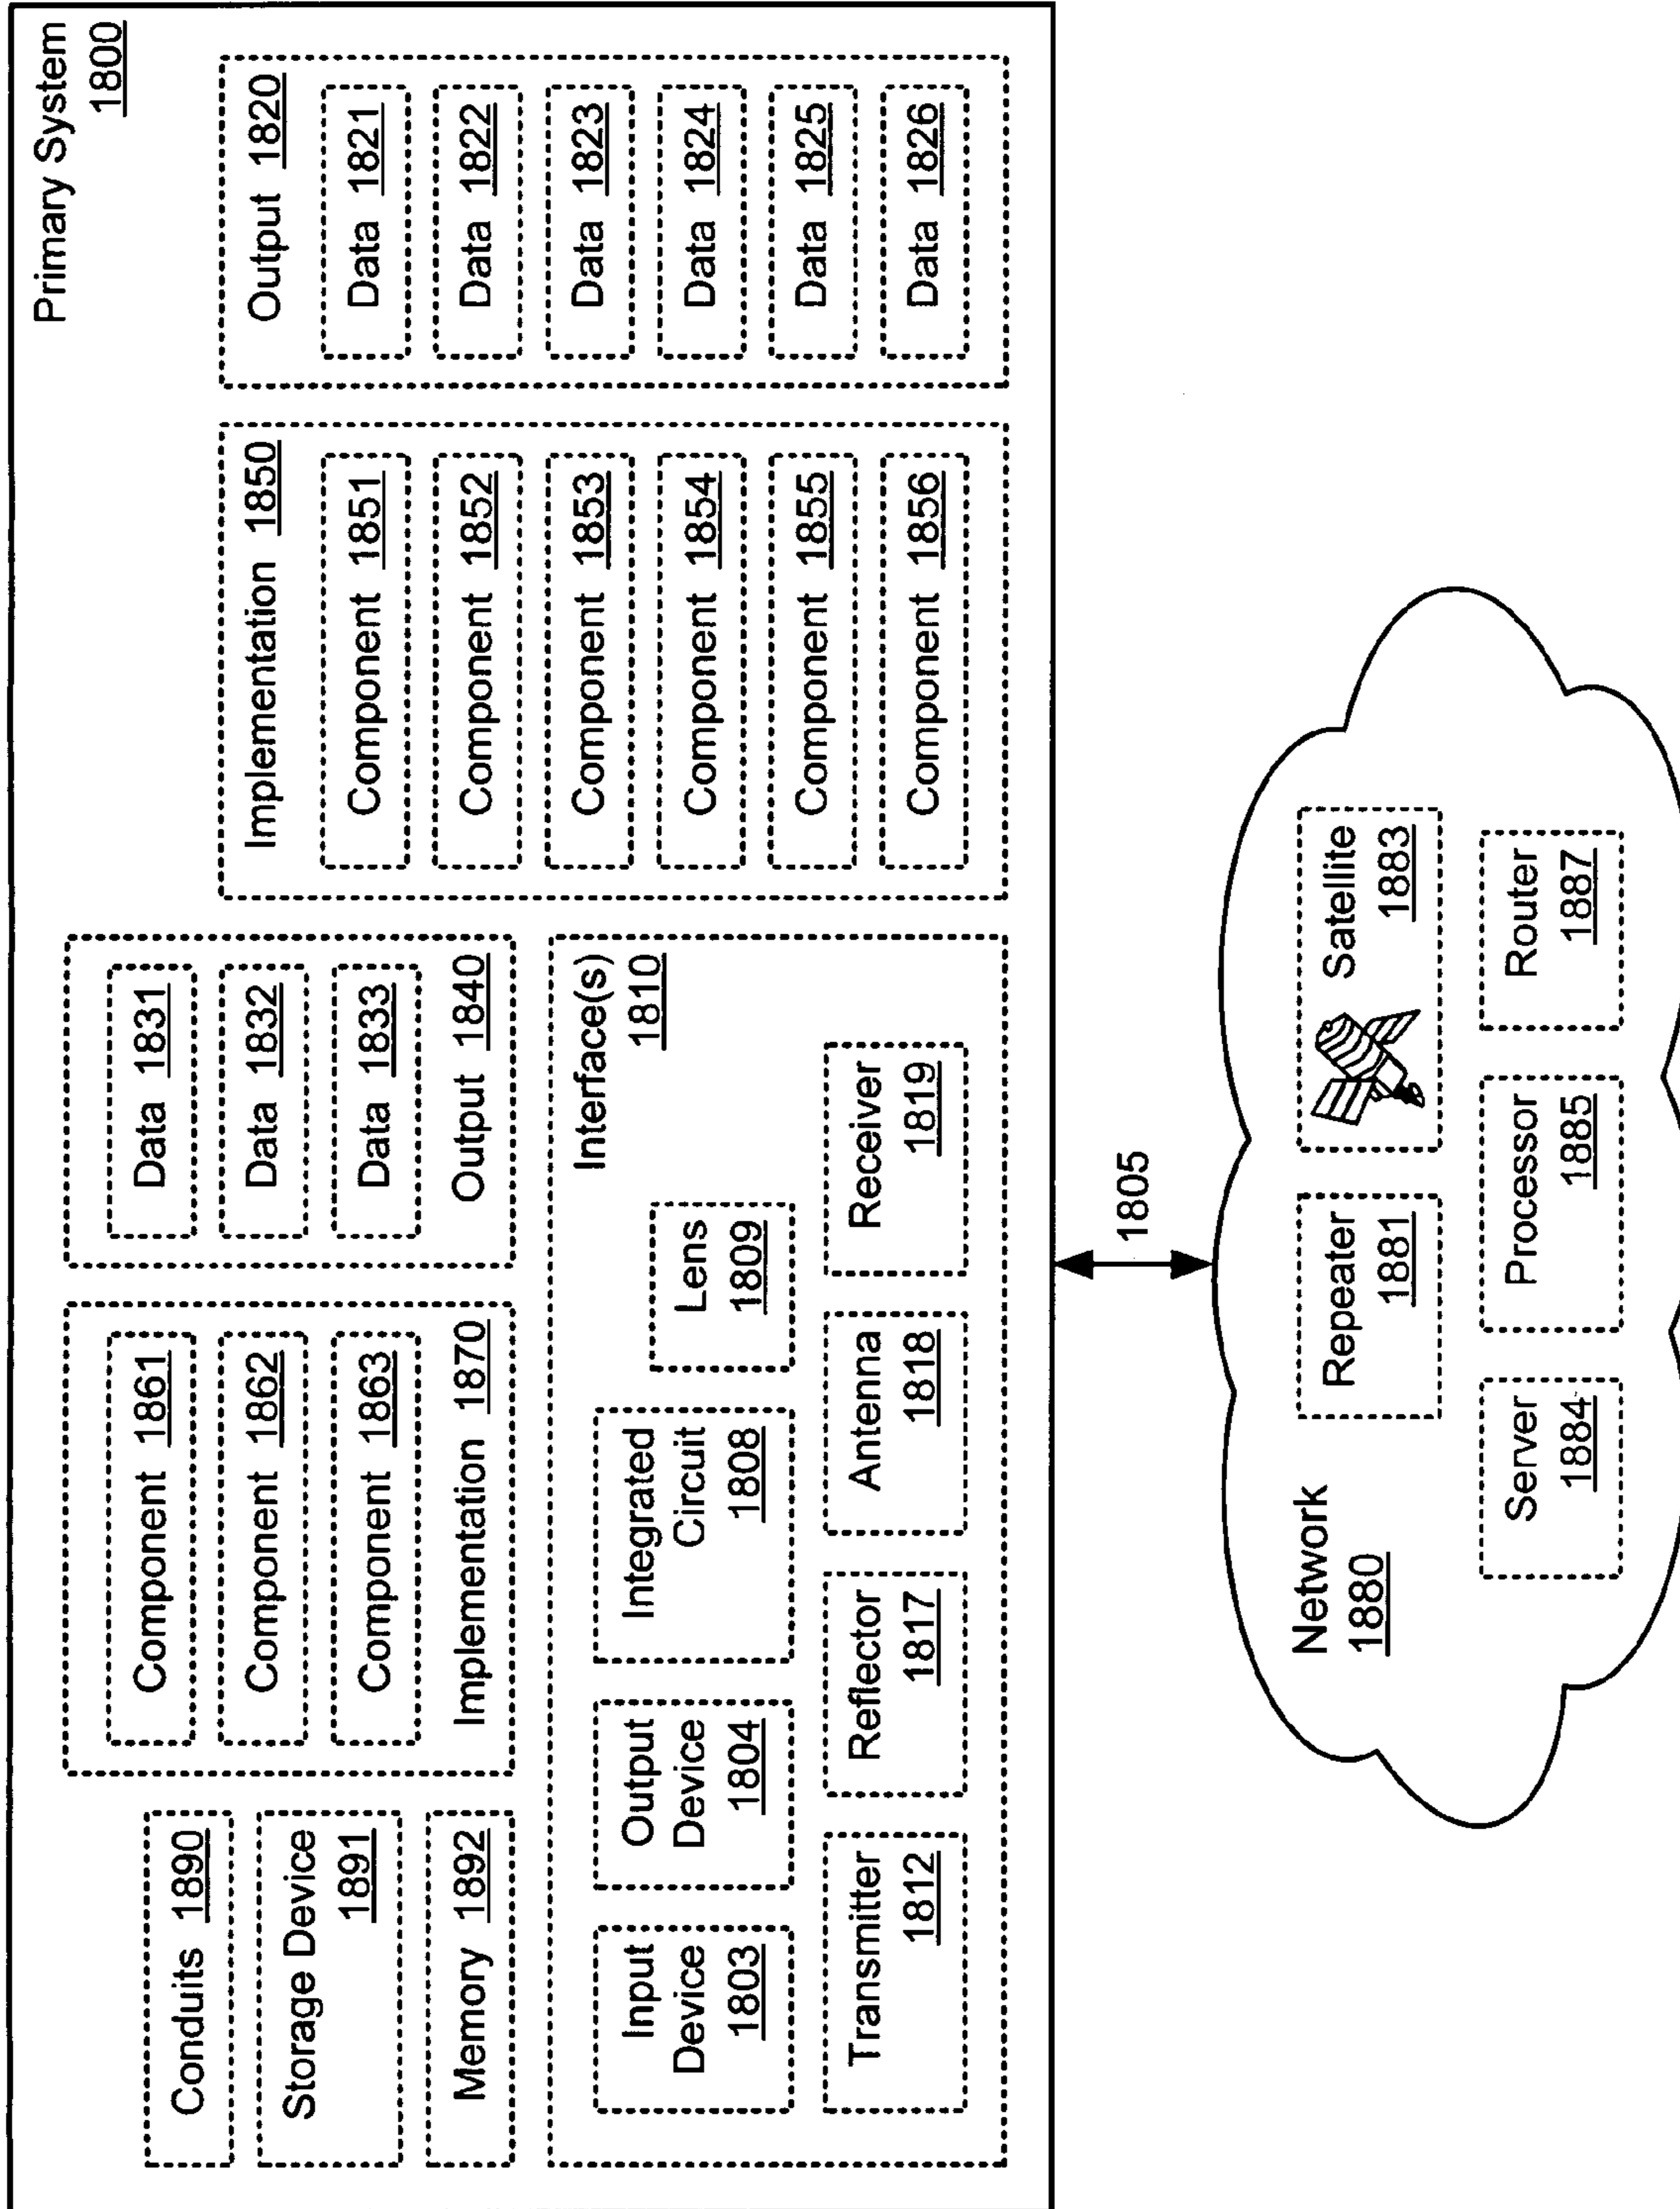 Primary System
1800
Conduits 1890
Storage Device
1891
Memory 1892
Component 1861
Component 1862
Component 1863
Implementation 1870
Data 1831
Data 1832
Data 1833
Output 1840
Implementation 1850
Component 1851
Component 1852
Component 1853
Component 1854
Component 1855
Component 1856
Output 1820
Data 1821
Data 1822
Data 1823
Data 1824
Data 1825
Data 1826
Interface(s)
1810
Input
Device
1803
Output
Device
1804
Integrated
Circuit
1808
Lens
1809
Transmitter
1812
Reflector
1817
Antenna
1818
Receiver
1819
1805
Network
1880
Repeater
1881
Satellite
1883
Server
1884
Processor
1885
Router
1887